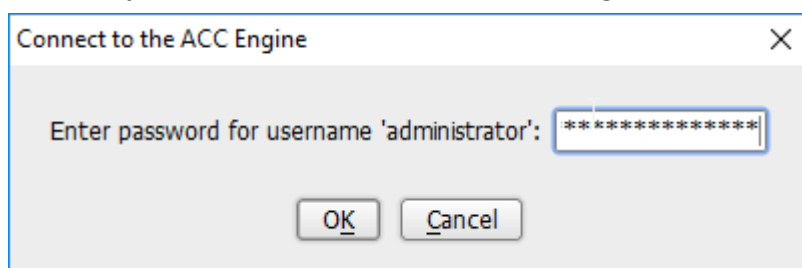 Connect to the ACC Engine
Enter password for username 'administrator': **************
OK Cancel